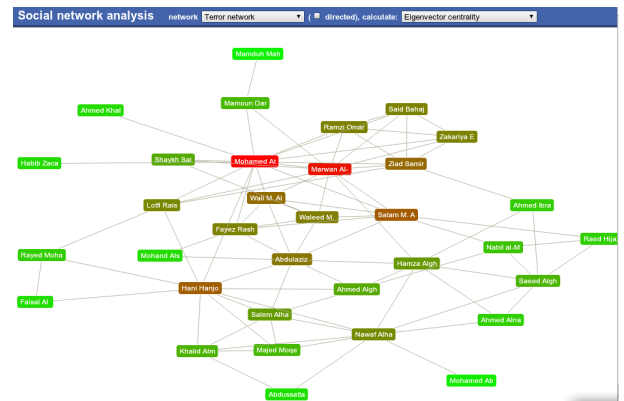 Social network analysis network Terror network ( directed), calculate: Eigenvector centrality
Mamduh Mah
Mamoun Dar
Ahmed Khal
Said Bahaj
Ramzi Omar
Zakariya E
Habib Zaca
Shaykh Sai
Mohamed At
Marwan Al-
Ziad Samir
Lotfi Rais
Wail M._Al
Ahmed Ibra
Waleed M._
Salam M. A
Fayez Rash
Raed Hija
Nabil al-M
Rayed Moha
Mohand Als
Abdulaziz
Hamza Algh
Saeed Algh
Hani Hanjo
Ahmed Algh
Faisal Al
Salem Alha
Ahmed Alna
Nawaf Alha
Khalid Alm
Majed Moqe
Mohamed Ab
Abdussatta